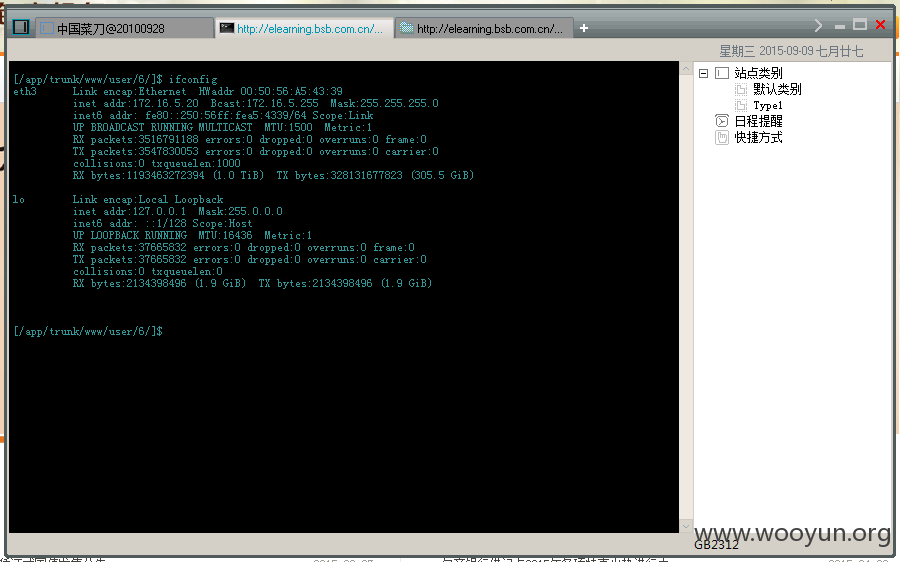 中国菜刀@20100928
http://elearning.bsb.com.cn/...
http://elearning.bsb.com.cn/...
星期三 2015-09-09 七月廿七
[/app/trunk/www/user/6/]$ ifconfig
eth3 Link encap:Ethernet HWaddr 00:50:56:A5:43:39
inet addr:172.16.5.20 Bcast:172.16.5.255 Mask:255.255.255.0
inet6 addr: fe80::250:56ff:fea5:4339/64 Scope:Link
UP BROADCAST RUNNING MULTICAST MTU:1500 Metric:1
RX packets:3516791188 errors:0 dropped:0 overruns:0 frame:0
TX packets:3547830053 errors:0 dropped:0 overruns:0 carrier:0
collisions:0 txqueuelen:1000
RX bytes:1193463272394 (1.0 TiB) TX bytes:328131677823 (305.5 GiB)
lo Link encap:Local Loopback
inet addr:127.0.0.1 Mask:255.0.0.0
inet6 addr: ::1/128 Scope:Host
UP LOOPBACK RUNNING MTU:16436 Metric:1
RX packets:37665832 errors:0 dropped:0 overruns:0 frame:0
TX packets:37665832 errors:0 dropped:0 overruns:0 carrier:0
collisions:0 txqueuelen:0
RX bytes:2134398496 (1.9 GiB) TX bytes:2134398496 (1.9 GiB)
[/app/trunk/www/user/6/]$
站点类别
默认类别
Type1
日程提醒
快捷方式
www.wooyun.org
GB2312